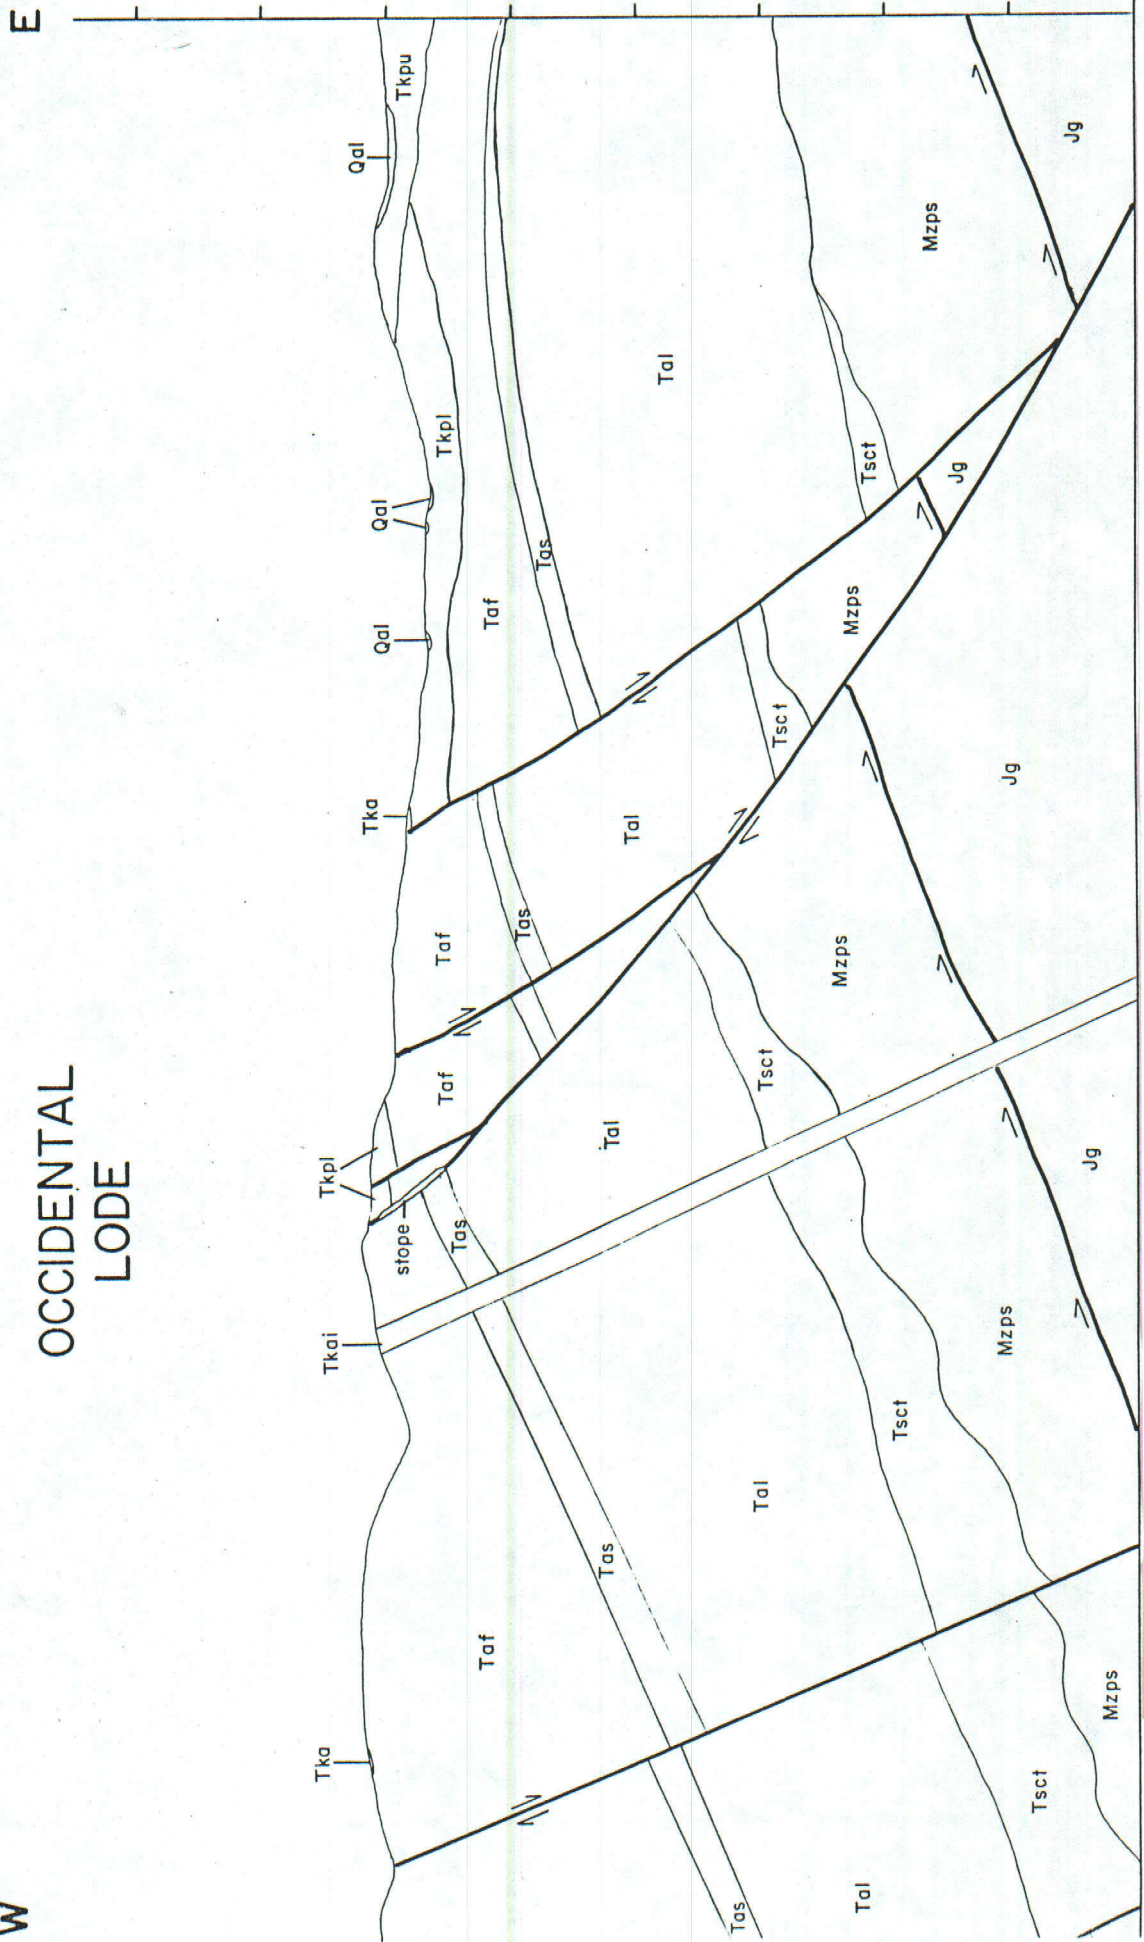 W
E
OCCIDENTAL
LODE
Tka
Tkai
Tkpl
Tka
Qal
Qal
Qal
Tkpu
stope
Tkpl
Taf
Tas
Taf
Taf
Taf
Tas
Tas
Tas
Tas
Tal
Tal
Tal
Tal
Tal
Tsct
Tsct
Tsct
Tsct
Tsct
Mzps
Mzps
Mzps
Mzps
Mzps
Jg
Jg
Jg
Jg